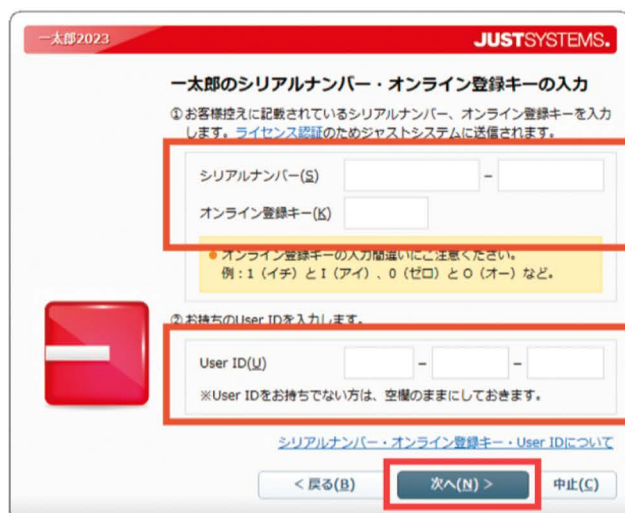 一太郎2023
JUSTSYSTEMS.
一太郎のシリアルナンバー・オンライン登録キーの入力
①お客様控えに記載されているシリアルナンバー、オンライン登録キーを入力
します。ライセンス認証のためジャストシステムに送信されます。
シリアルナンバー(S) –
オンライン登録キー(K)
● オンライン登録キーの入力間違いにご注意ください。
例：1（イチ）とI（アイ）、0（ゼロ）とO（オー）など。
②お持ちのUser IDを入力します。
User ID(U) – –
※User IDをお持ちでない方は、空欄のままにしておきます。
シリアルナンバー・オンライン登録キー・User IDについて
< 戻る(B)
次へ(N) >
中止(C)